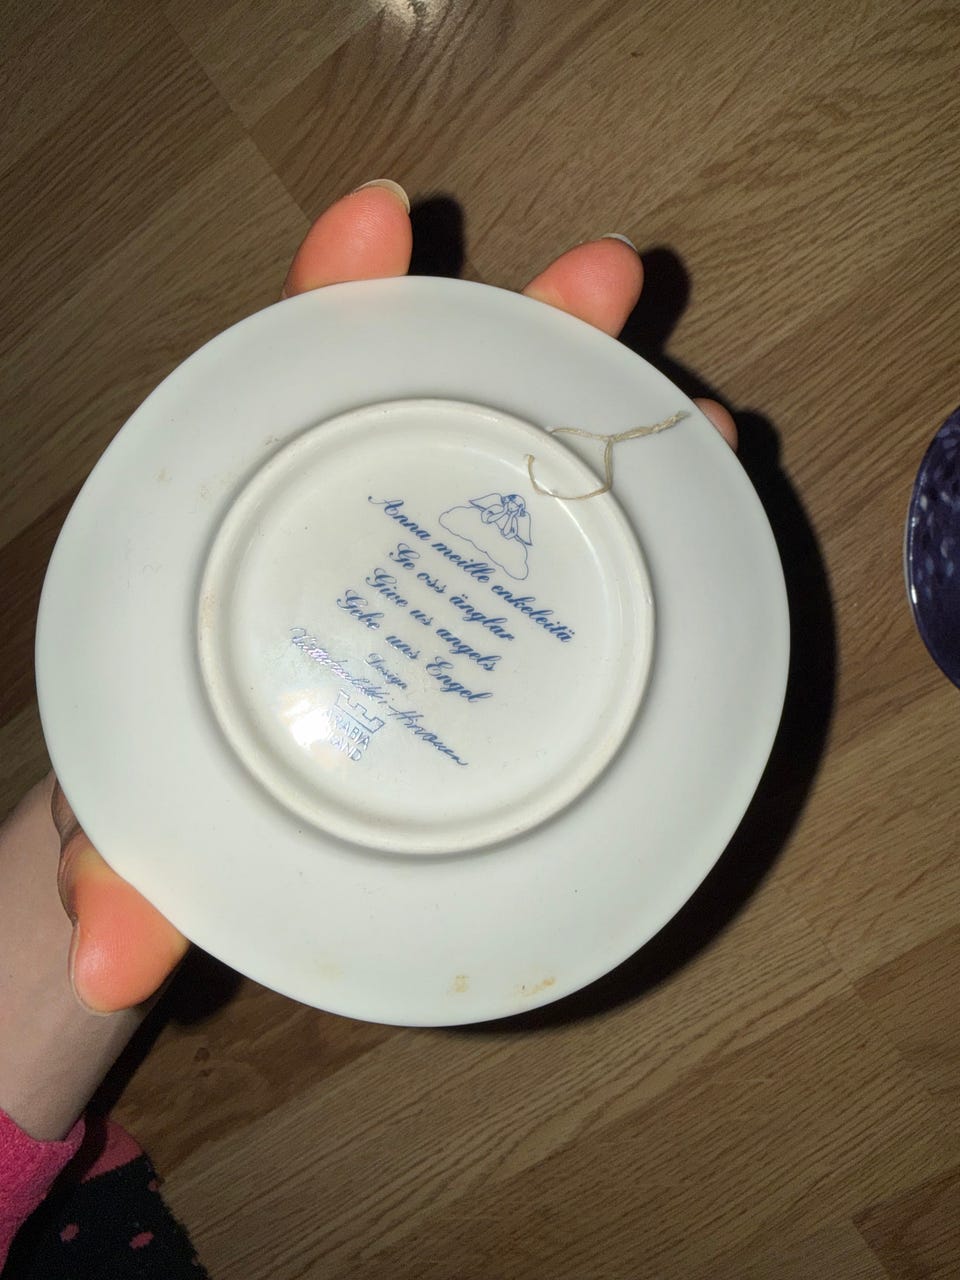 Anna meille enkeleitä
Ge oss änglar
Give us angels
Gebe uns Engel
Design
ARABIA